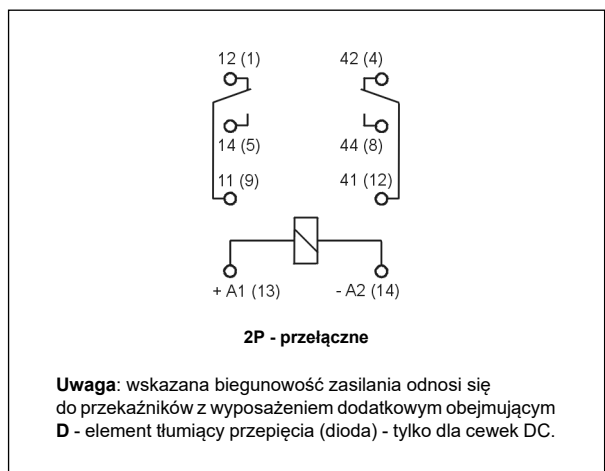 12 (1) 42 (4)
14 (5) 44 (8)
11 (9) 41 (12)
+ A1 (13) - A2 (14)
2P - przełączne
Uwaga: wskazana biegunowość zasilania odnosi się
do przekaźników z wyposażeniem dodatkowym obejmującym
D - element tłumiący przepięcia (dioda) - tylko dla cewek DC.